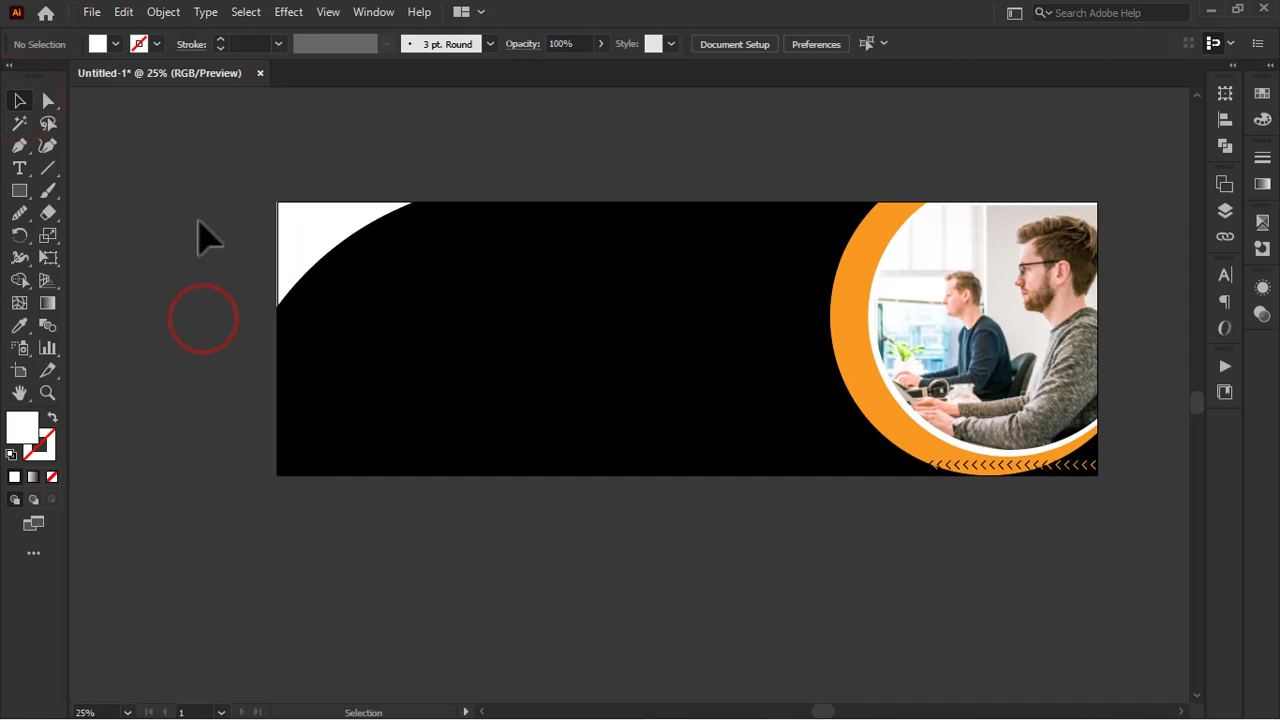 Ai File Edit Object Type Select Effect View Window Help Search Adobe Help
No Selection Stroke: 3 pt. Round Opacity: 100% Style: Document Setup Preferences
Untitled-1* @ 25% (RGB/Preview)
25% 1 Selection